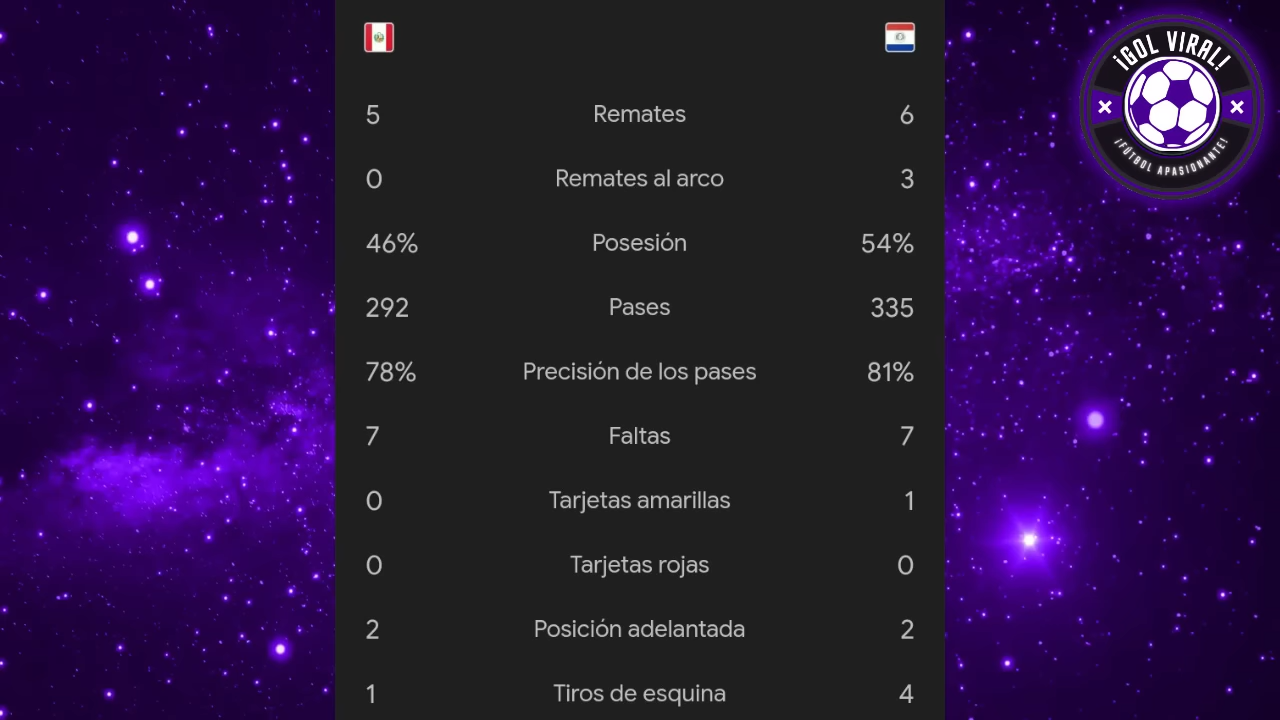 ¡GOL VIRAL!
¡FÚTBOL APASIONANTE!
5 Remates 6
0 Remates al arco 3
46% Posesión 54%
292 Pases 335
78% Precisión de los pases 81%
7 Faltas 7
0 Tarjetas amarillas 1
0 Tarjetas rojas 0
2 Posición adelantada 2
1 Tiros de esquina 4